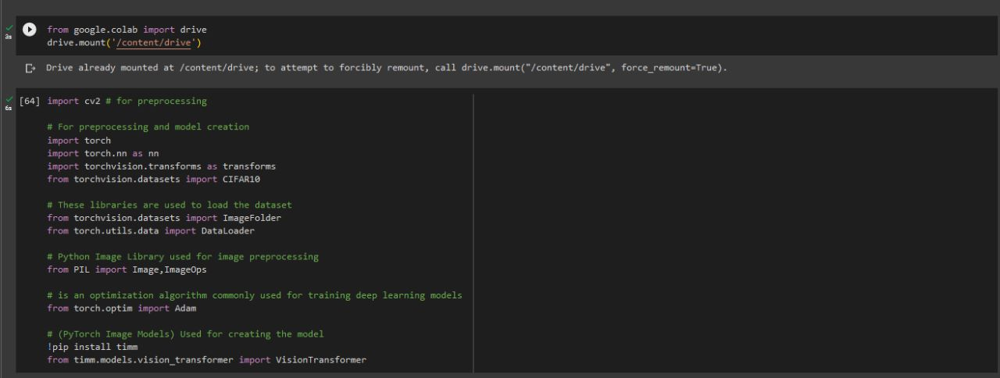 3s
from google.colab import drive
drive.mount('/content/drive')
Drive already mounted at /content/drive; to attempt to forcibly remount, call drive.mount("/content/drive", force_remount=True).
6s
[64] import cv2 # for preprocessing
# For preprocessing and model creation
import torch
import torch.nn as nn
import torchvision.transforms as transforms
from torchvision.datasets import CIFAR10
# These libraries are used to load the dataset
from torchvision.datasets import ImageFolder
from torch.utils.data import DataLoader
# Python Image Library used for image preprocessing
from PIL import Image,ImageOps
# is an optimization algorithm commonly used for training deep learning models
from torch.optim import Adam
# (PyTorch Image Models) Used for creating the model
!pip install timm
from timm.models.vision_transformer import VisionTransformer